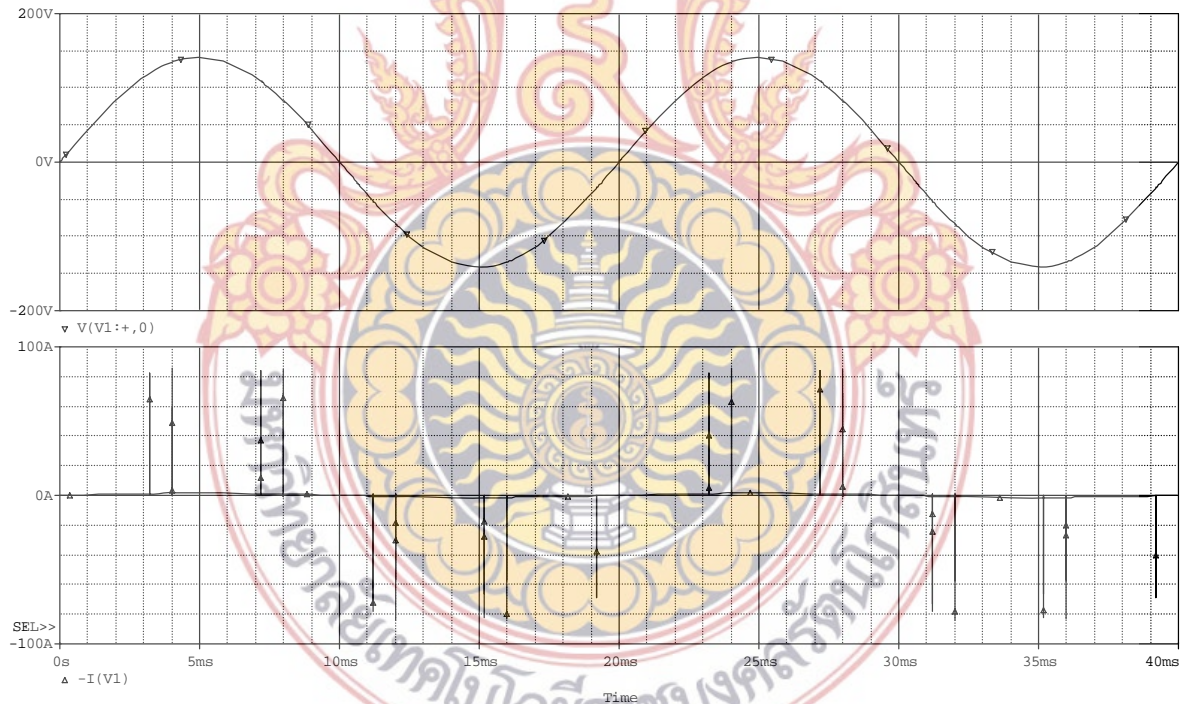 200V
0V
-200V
▿ V(V1:+,0)
100A
0A
SEL>>
-100A
0s 5ms 10ms 15ms 20ms 25ms 30ms 35ms 40ms
▵ -I(V1)
Time